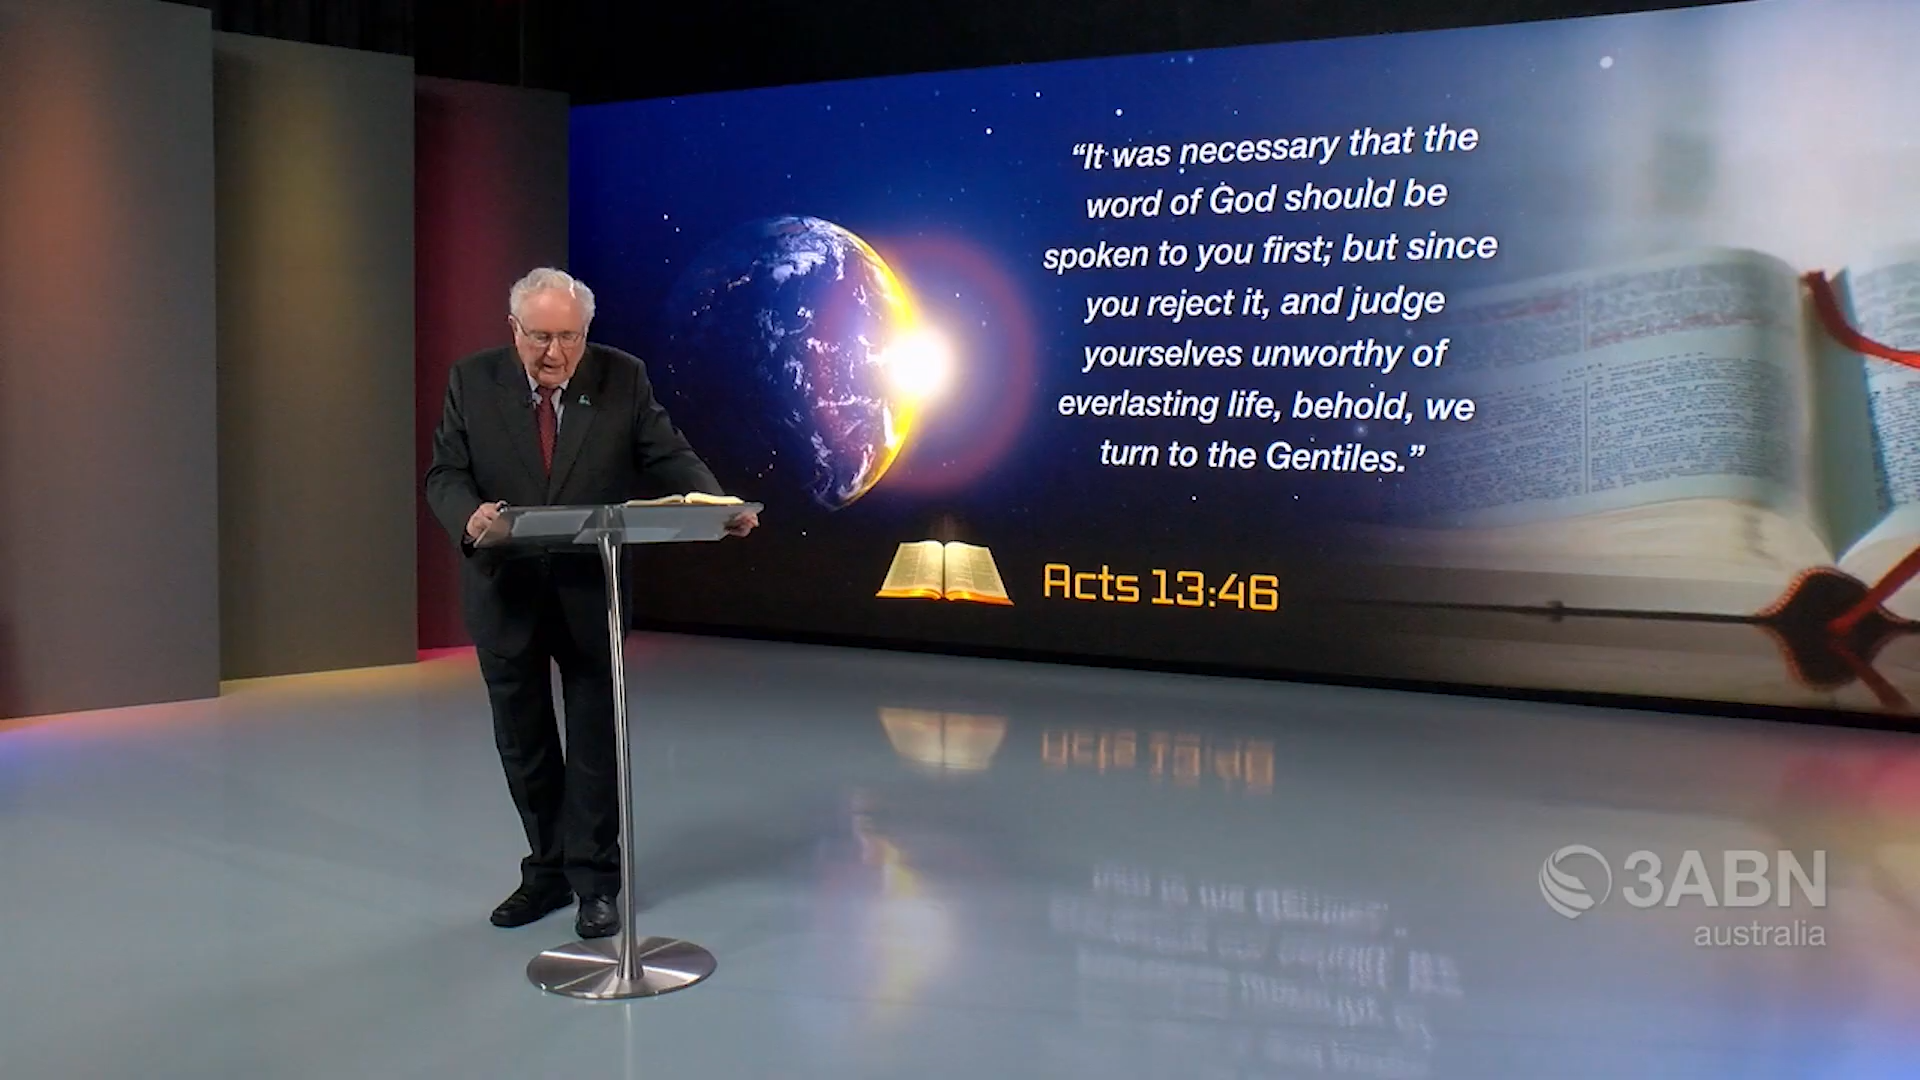 “It was necessary that the
word of God should be
spoken to you first; but since
you reject it, and judge
yourselves unworthy of
everlasting life, behold, we
turn to the Gentiles.”
Acts 13:46
3ABN
australia